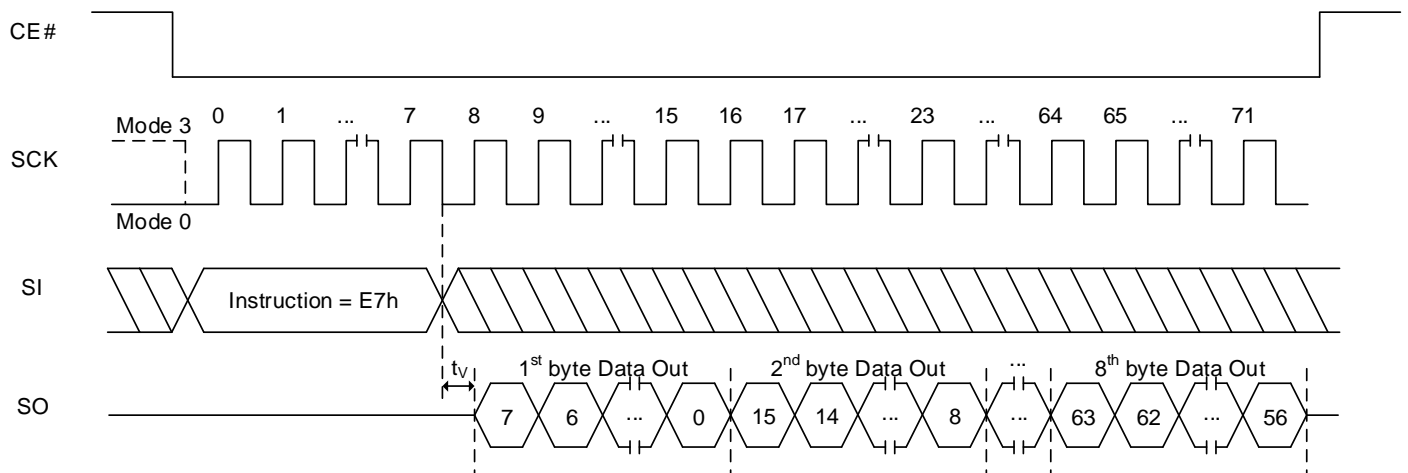 CE#
0 1 ... 7 8 9 ... 15 16 17 ... 23 ... 64 65 ... 71
Mode 3
SCK
Mode 0
SI
Instruction = E7h
tV 1st byte Data Out 2nd byte Data Out ... 8th byte Data Out
SO
7 6 ... 0 15 14 ... 8 ... 63 62 ... 56